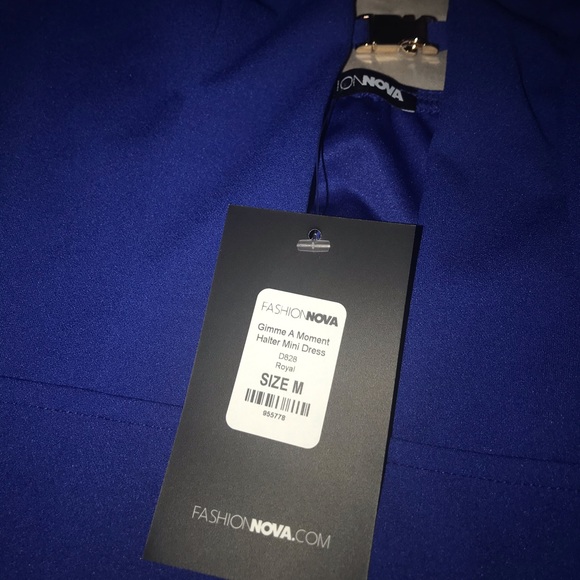 FASHIONNOVA
FASHIONNOVA
Gimme A Moment
Halter Mini Dress
D828
Royal
SIZE M
955778
FASHIONNOVA.COM